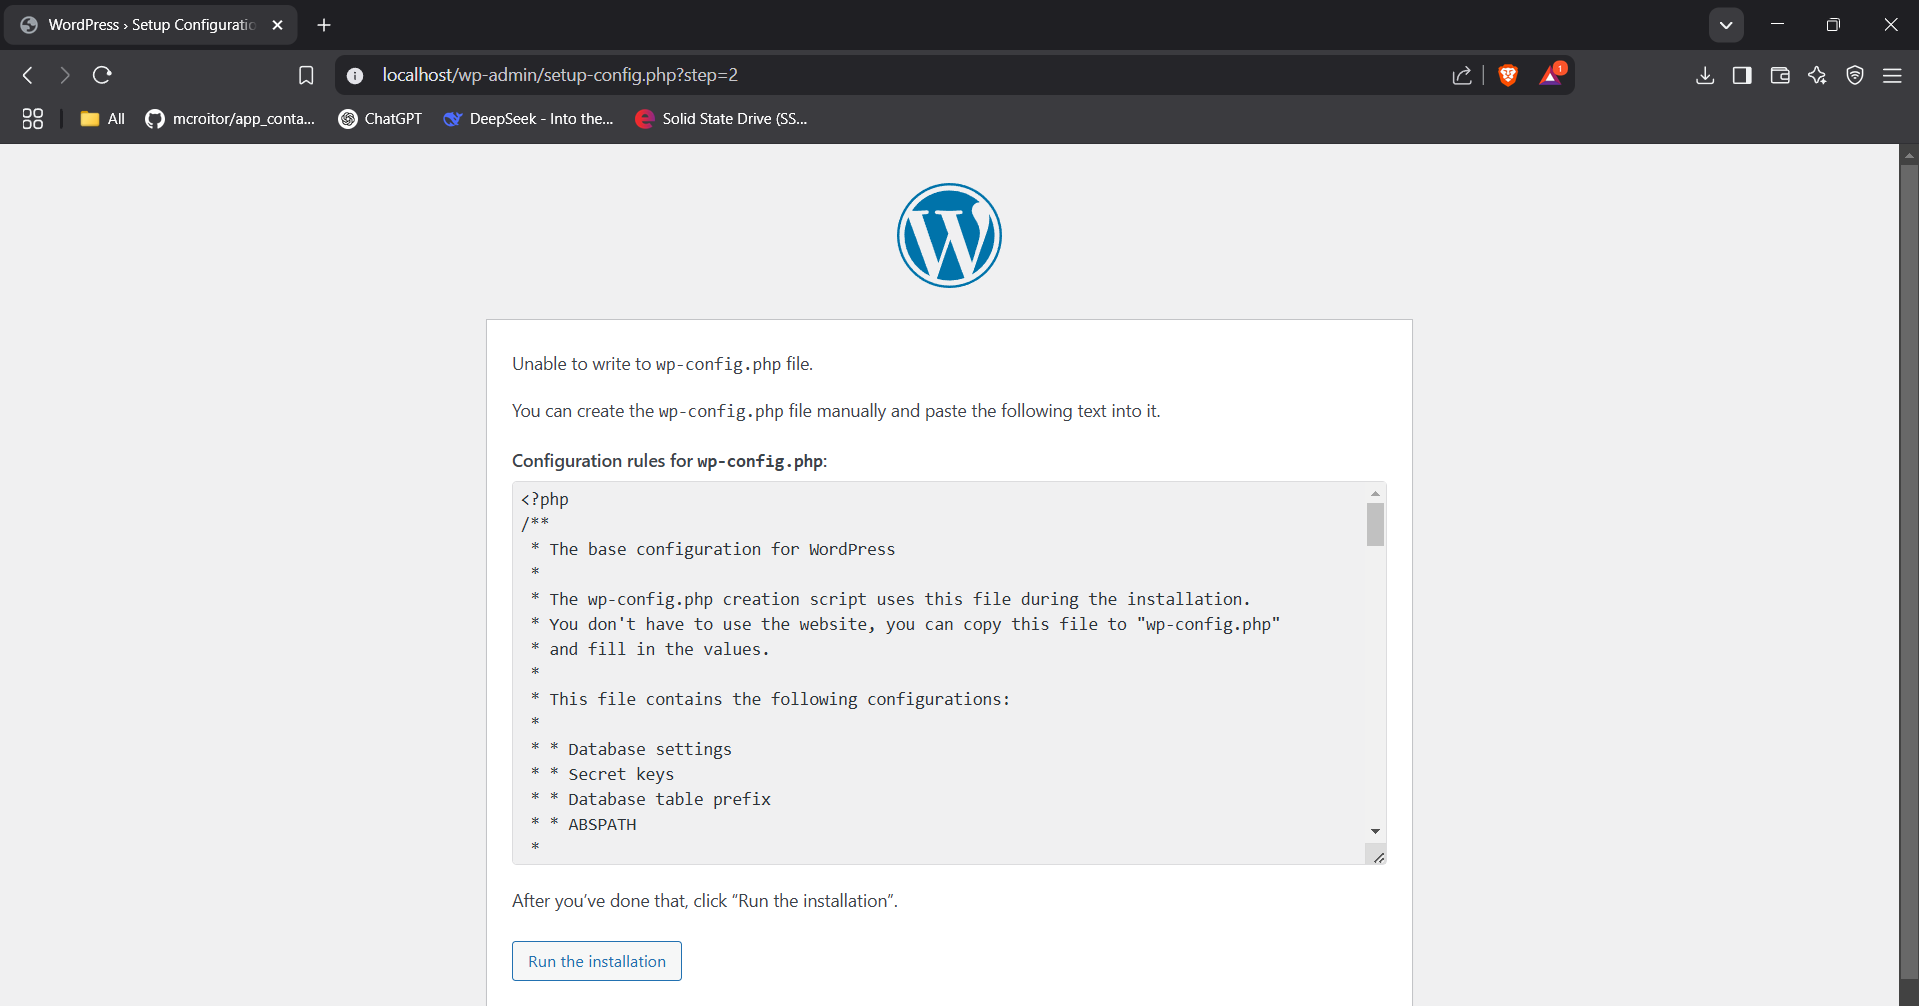 WordPress › Setup Configuratio
localhost/wp-admin/setup-config.php?step=2
1
All
mcroitor/app_conta...
ChatGPT
DeepSeek - Into the...
Solid State Drive (SS...
Unable to write to wp-config.php file.
You can create the wp-config.php file manually and paste the following text into it.
Configuration rules for wp-config.php:
<?php
/**
 * The base configuration for WordPress
 *
 * The wp-config.php creation script uses this file during the installation.
 * You don't have to use the website, you can copy this file to "wp-config.php"
 * and fill in the values.
 *
 * This file contains the following configurations:
 *
 * * Database settings
 * * Secret keys
 * * Database table prefix
 * * ABSPATH
 *
After you’ve done that, click “Run the installation”.
Run the installation